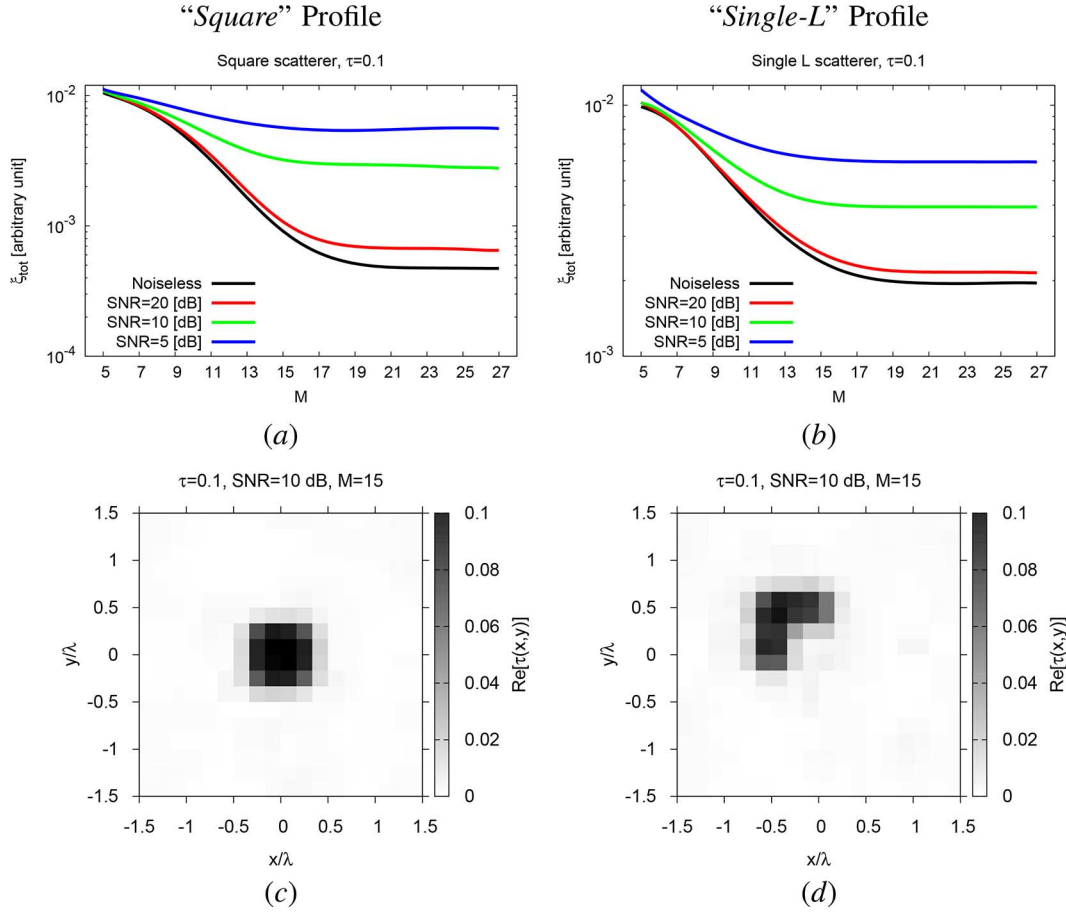 “Square” Profile
“Single-L” Profile
Square scatterer, τ=0.1
10⁻²
10⁻³
10⁻⁴
ξtot [arbitrary unit]
Noiseless
SNR=20 [dB]
SNR=10 [dB]
SNR=5 [dB]
5 7 9 11 13 15 17 19 21 23 25 27
M
(a)
Single L scatterer, τ=0.1
10⁻²
10⁻³
ξtot [arbitrary unit]
Noiseless
SNR=20 [dB]
SNR=10 [dB]
SNR=5 [dB]
5 7 9 11 13 15 17 19 21 23 25 27
M
(b)
τ=0.1, SNR=10 dB, M=15
1.5
1
0.5
0
-0.5
-1
-1.5
y/λ
-1.5 -1 -0.5 0 0.5 1 1.5
x/λ
0.1
0.08
0.06
0.04
0.02
0
Re[τ(x,y)]
(c)
τ=0.1, SNR=10 dB, M=15
1.5
1
0.5
0
-0.5
-1
-1.5
y/λ
-1.5 -1 -0.5 0 0.5 1 1.5
x/λ
0.1
0.08
0.06
0.04
0.02
0
Re[τ(x,y)]
(d)